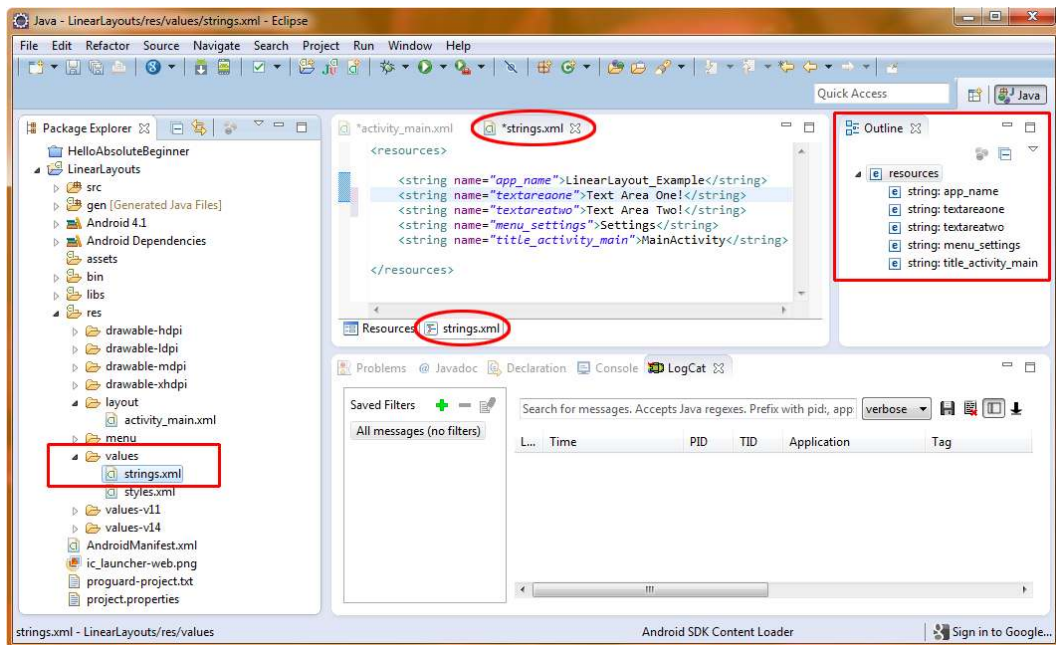 Java - LinearLayouts/res/values/strings.xml - Eclipse
File Edit Refactor Source Navigate Search Project Run Window Help
Quick Access
Java
Package Explorer
HelloAbsoluteBeginner
LinearLayouts
src
gen [Generated Java Files]
Android 4.1
Android Dependencies
assets
bin
libs
res
drawable-hdpi
drawable-ldpi
drawable-mdpi
drawable-xhdpi
layout
activity_main.xml
menu
values
strings.xml
styles.xml
values-v11
values-v14
AndroidManifest.xml
ic_launcher-web.png
proguard-project.txt
project.properties
*activity_main.xml
*strings.xml
<resources>
<string name="app_name">LinearLayout_Example</string>
<string name="textareaone">Text Area One!</string>
<string name="textareatwo">Text Area Two!</string>
<string name="menu_settings">Settings</string>
<string name="title_activity_main">MainActivity</string>
</resources>
Resources
strings.xml
Outline
resources
string: app_name
string: textareaone
string: textareatwo
string: menu_settings
string: title_activity_main
Problems @ Javadoc Declaration Console LogCat
Saved Filters
All messages (no filters)
Search for messages. Accepts Java regexes. Prefix with pid:, app:
verbose
L... Time PID TID Application Tag
strings.xml - LinearLayouts/res/values
Android SDK Content Loader
Sign in to Google...